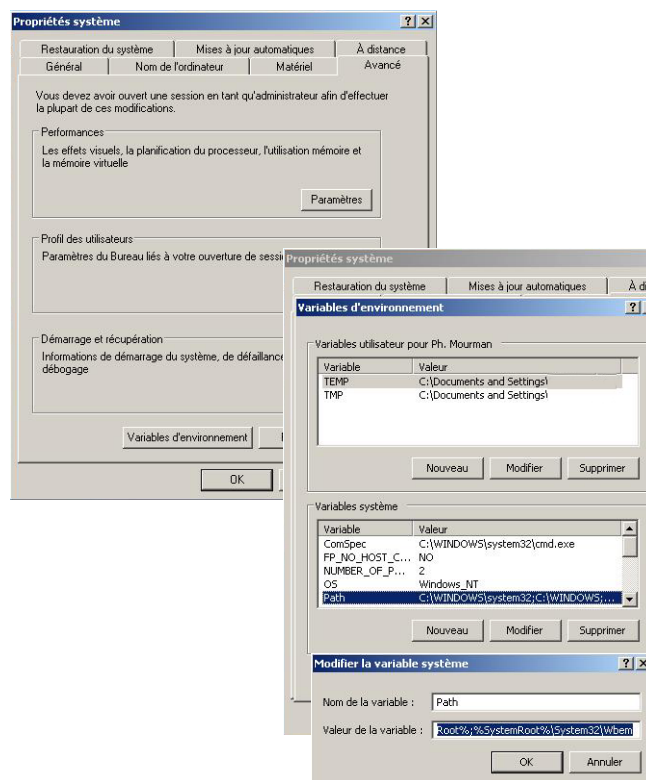 Propriétés système
Restauration du système Mises à jour automatiques À distance
Général Nom de l'ordinateur Matériel Avancé
Vous devez avoir ouvert une session en tant qu'administrateur afin d'effectuer
la plupart de ces modifications.
Performances
Les effets visuels, la planification du processeur, l'utilisation mémoire et
la mémoire virtuelle
Paramètres
Profil des utilisateurs
Paramètres du Bureau liés à votre ouverture de sessi
Démarrage et récupération
Informations de démarrage du système, de défaillance
débogage
Variables d'environnement
OK
Propriétés système
Restauration du système Mises à jour automatiques À di
Variables d'environnement
Variables utilisateur pour Ph. Mourman
Variable Valeur
TEMP C:\Documents and Settings\
TMP C:\Documents and Settings\
Nouveau Modifier Supprimer
Variables système
Variable Valeur
ComSpec C:\WINDOWS\system32\cmd.exe
FP_NO_HOST_C... NO
NUMBER_OF_P... 2
OS Windows_NT
Path C:\WINDOWS\system32;C:\WINDOWS;...
Nouveau Modifier Supprimer
Modifier la variable système
Nom de la variable : Path
Valeur de la variable : Root%;%SystemRoot%\System32\Wbem
OK Annuler